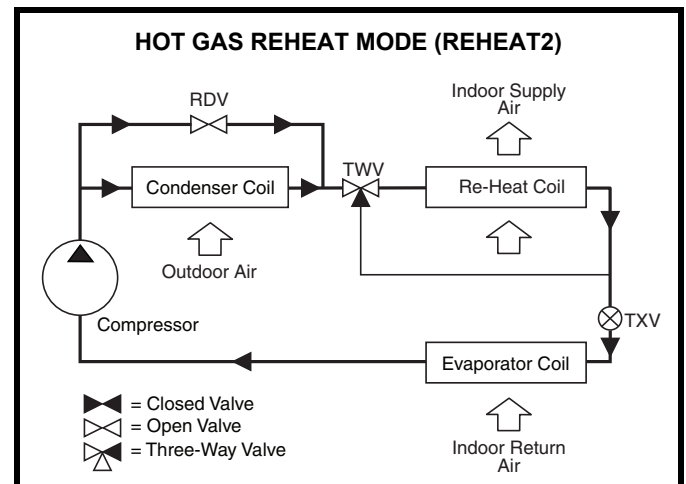 HOT GAS REHEAT MODE (REHEAT2)
RDV
Indoor Supply
Air
TWV
Condenser Coil
Re-Heat Coil
Outdoor Air
Compressor
TXV
Evaporator Coil
= Closed Valve
= Open Valve
= Three-Way Valve
Indoor Return
Air